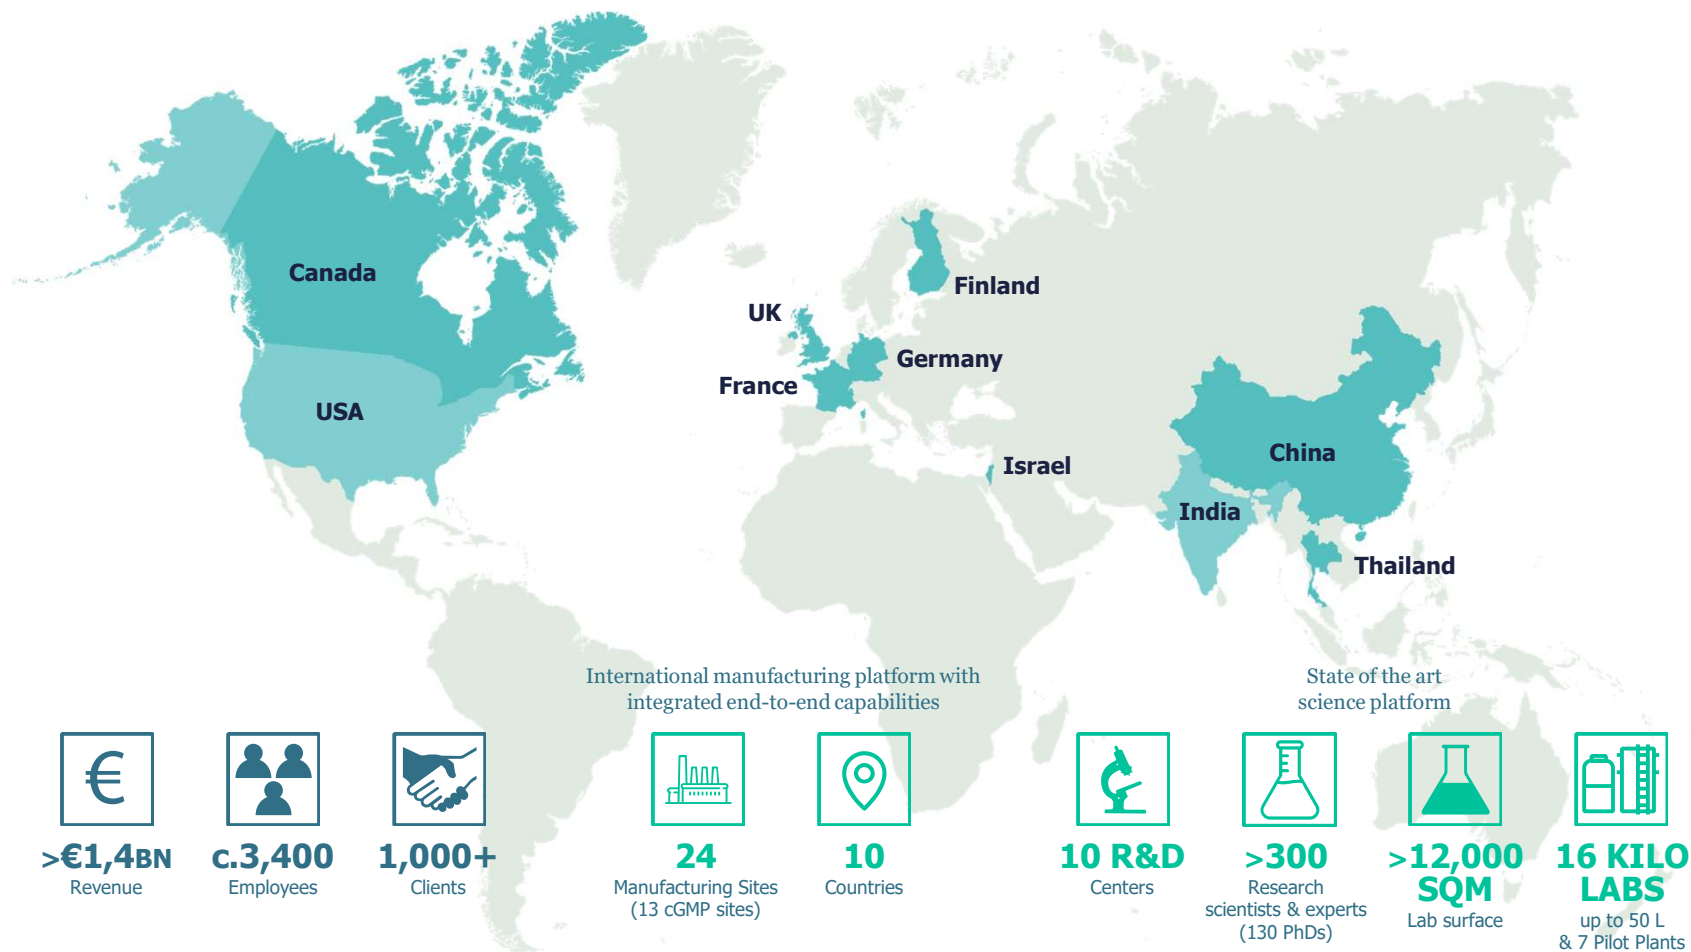 Canada
USA
UK
France
Finland
Germany
Israel
China
India
Thailand
International manufacturing platform with
integrated end-to-end capabilities
State of the art
science platform
€
>€1,4BN
Revenue
c.3,400
Employees
1,000+
Clients
24
Manufacturing Sites
(13 cGMP sites)
10
Countries
10 R&D
Centers
>300
Research
scientists & experts
(130 PhDs)
>12,000
SQM
Lab surface
16 KILO
LABS
up to 50 L
& 7 Pilot Plants